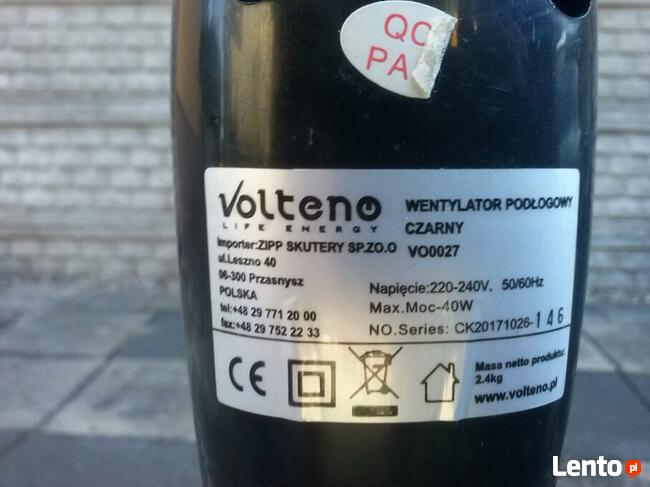 QC
PA
Volteno
LIFE ENERGY
Importer:ZIPP SKUTERY SP.ZO.O
ul.Leszno 40
06-300 Przasnysz
POLSKA
tel:+48 29 771 20 00
fax:+48 29 752 22 33
WENTYLATOR PODŁOGOWY
CZARNY
VO0027
Napięcie:220-240V, 50/60Hz
Max.Moc-40W
NO.Series: CK20171026-146
CE
Masa netto produktu:
2.4kg
www.volteno.pl
Lento.pl